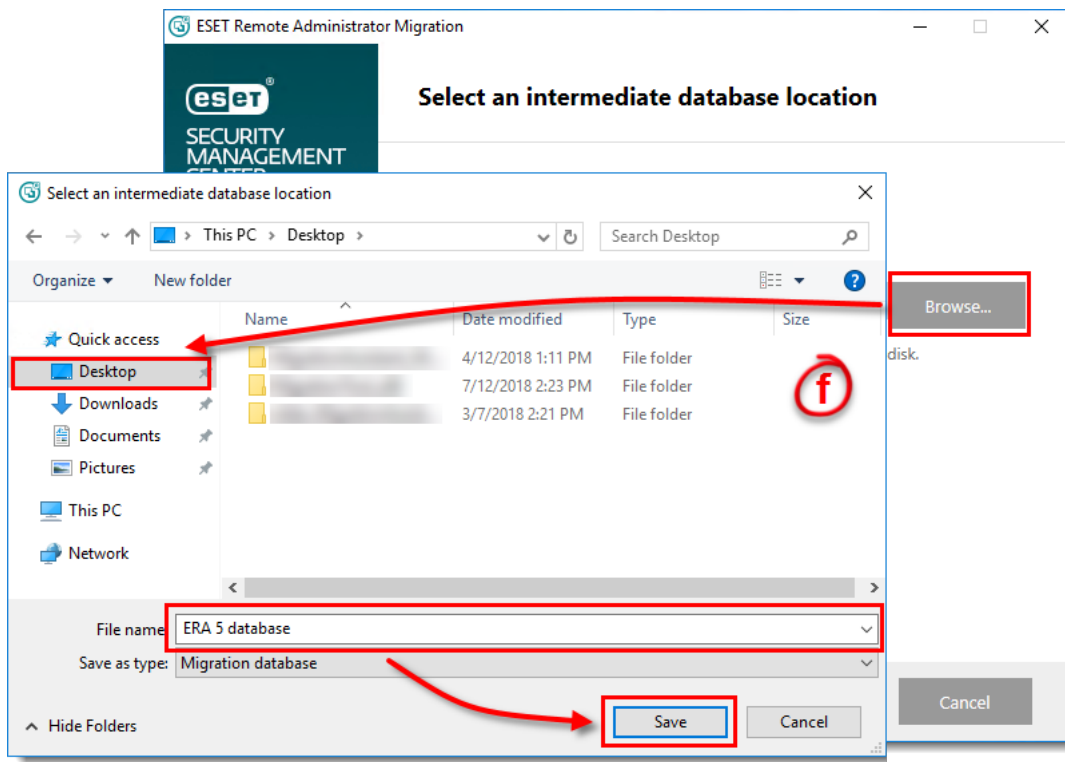 ESET Remote Administrator Migration
eset®
SECURITY
MANAGEMENT
CENTER
Select an intermediate database location
Select an intermediate database location
This PC > Desktop >
Search Desktop
Organize
New folder
?
Browse...
Name
Date modified
Type
Size
Quick access
Desktop
Downloads
Documents
Pictures
This PC
Network
4/12/2018 1:11 PM File folder
7/12/2018 2:23 PM File folder
3/7/2018 2:21 PM File folder
disk.
f
File name:
ERA 5 database
Save as type:
Migration database
Hide Folders
Save
Cancel
Cancel